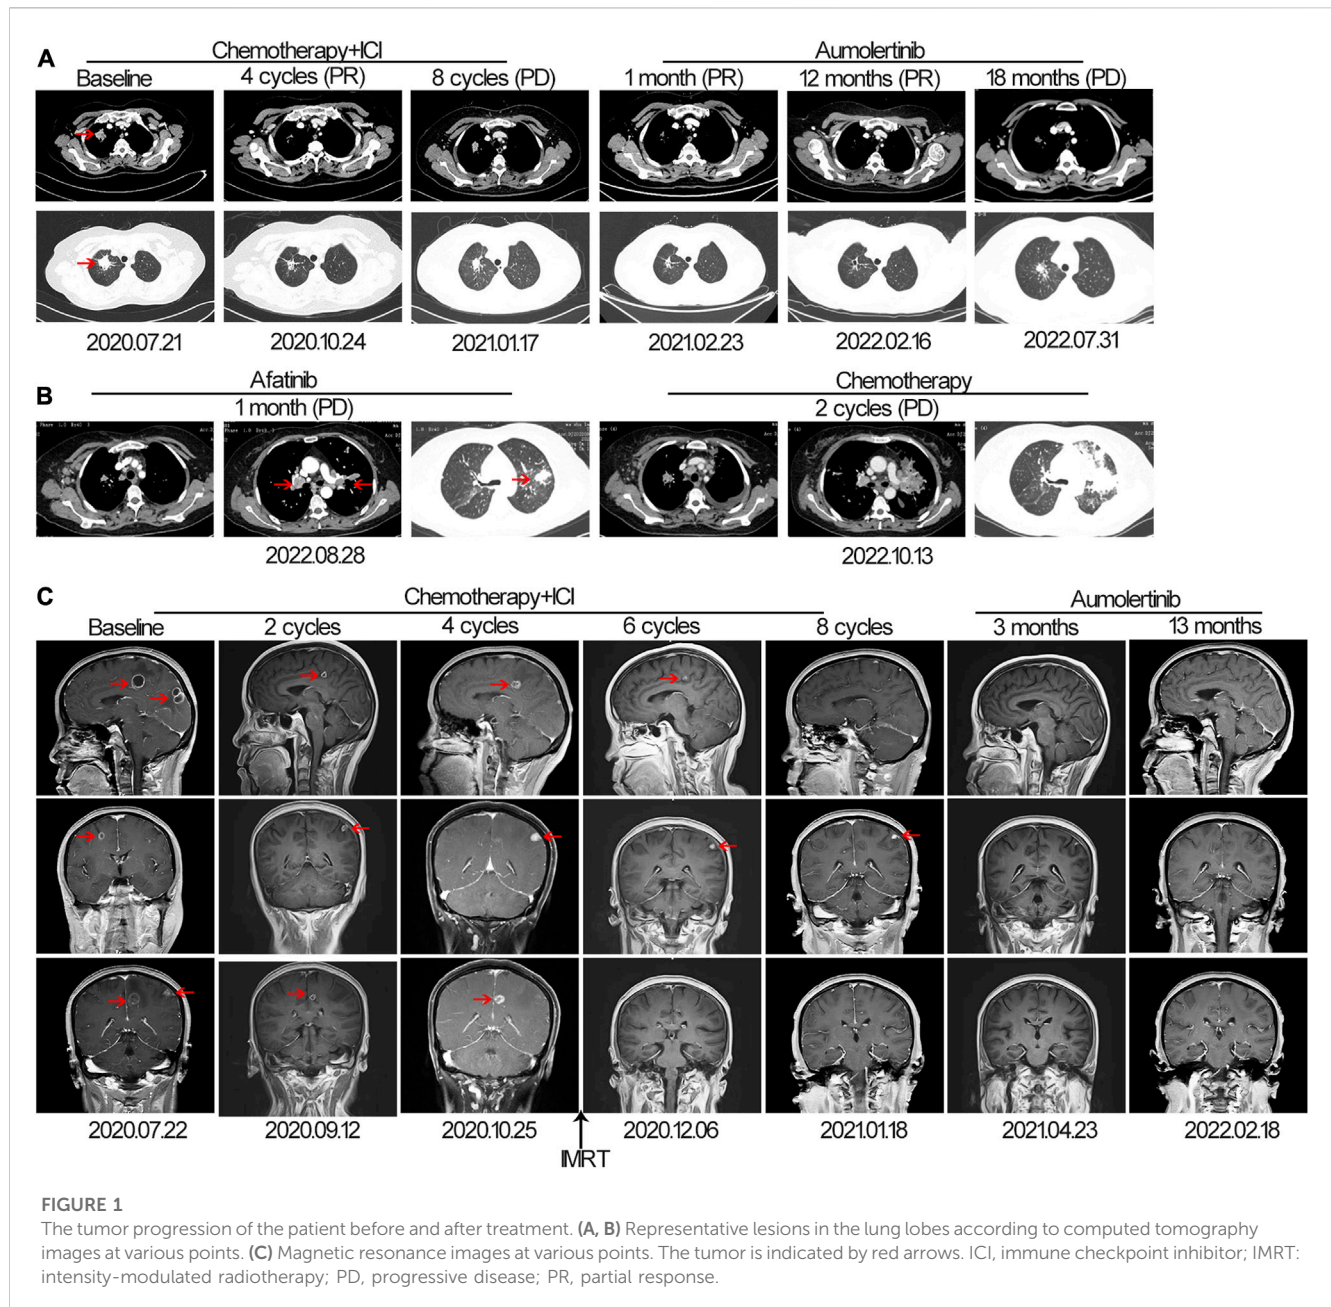 A
Chemotherapy+ICI
Aumolertinib
Baseline
4 cycles (PR)
8 cycles (PD)
1 month (PR)
12 months (PR)
18 months (PD)
2020.07.21
2020.10.24
2021.01.17
2021.02.23
2022.02.16
2022.07.31
B
Afatinib
Chemotherapy
1 month (PD)
2 cycles (PD)
2022.08.28
2022.10.13
C
Chemotherapy+ICI
Aumolertinib
Baseline
2 cycles
4 cycles
6 cycles
8 cycles
3 months
13 months
2020.07.22
2020.09.12
2020.10.25
2020.12.06
2021.01.18
2021.04.23
2022.02.18
IMRT
FIGURE 1
The tumor progression of the patient before and after treatment. (A, B) Representative lesions in the lung lobes according to computed tomography
images at various points. (C) Magnetic resonance images at various points. The tumor is indicated by red arrows. ICI, immune checkpoint inhibitor; IMRT:
intensity-modulated radiotherapy; PD, progressive disease; PR, partial response.